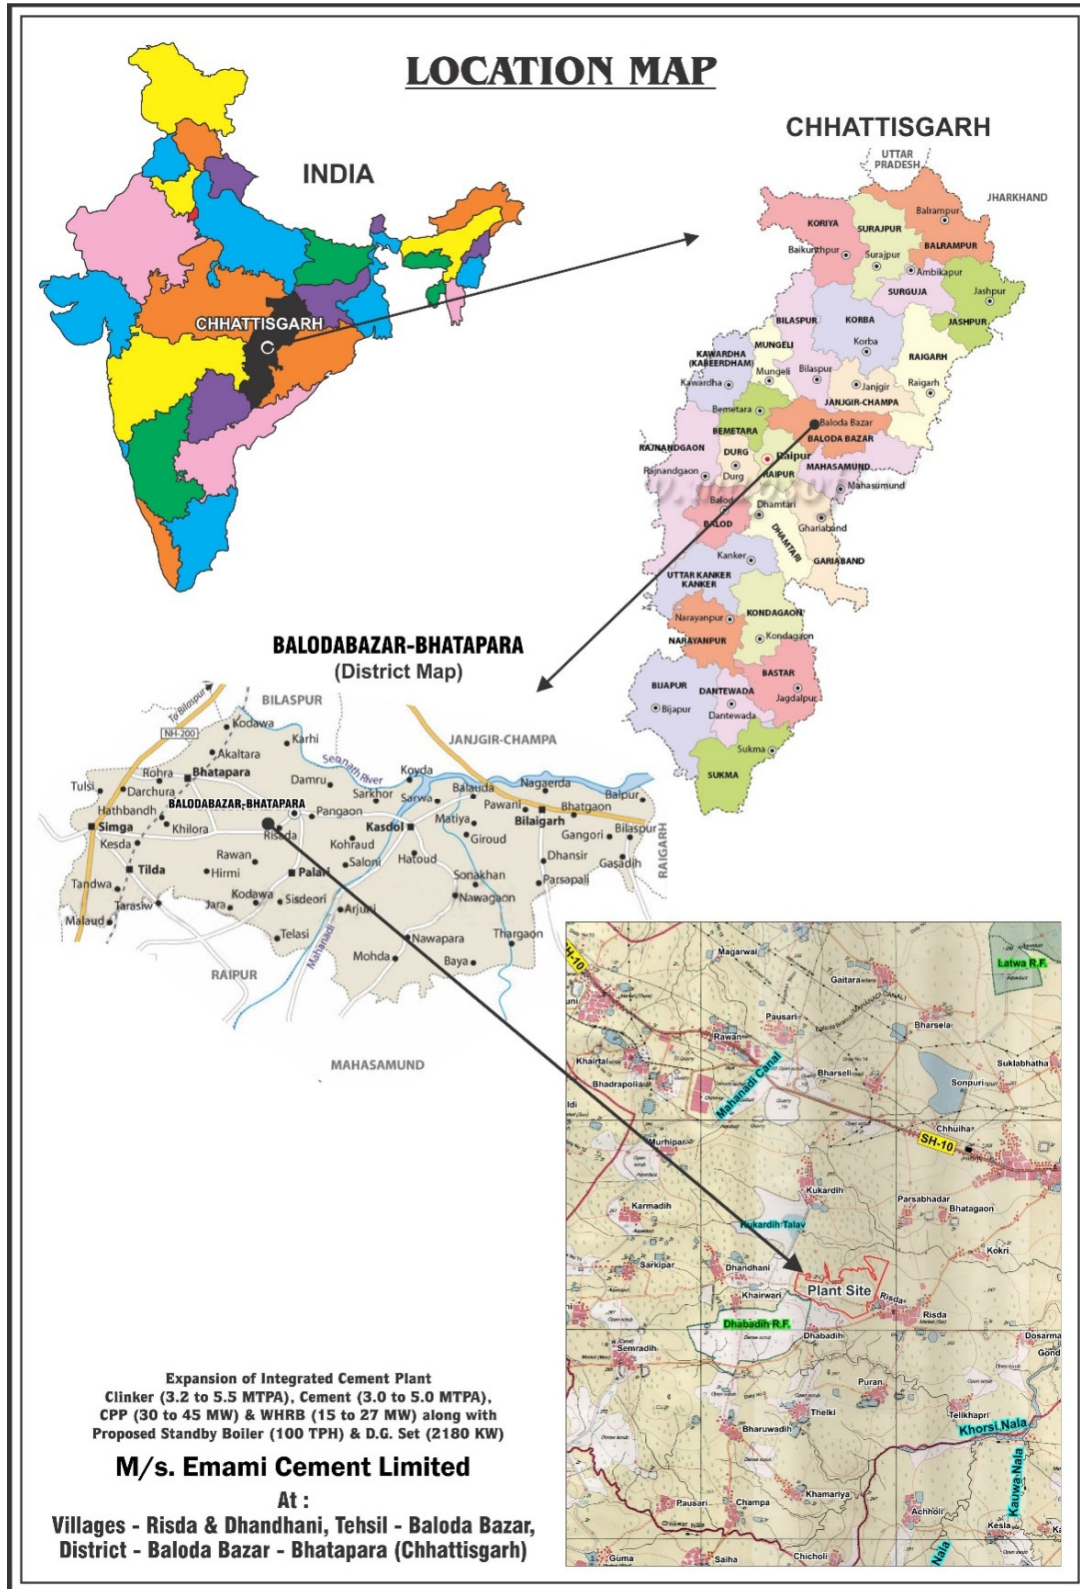 LOCATION MAP
INDIA
CHHATTISGARH
CHHATTISGARH
UTTAR
PRADESH
JHARKHAND
Balrampur
KORIYA
SURAJPUR
BALRAMPUR
Baikunthpur
Surajpur
Ambikapur
SURGUJA
Jashpur
JASHPUR
BILASPUR
KORBA
Korba
MUNGELI
RAIGARH
KAWARDHA
(KABEERDHAM)
Mungeli
Bilaspur
Kawardha
Janjgir
Raigarh
JANJGIR-CHAMPA
Bemetara
BEMETARA
Baloda Bazar
BALODA BAZAR
RAJNANDGAON
DURG
Raipur
MAHASAMUND
Rajnandgaon
Durg
RAIPUR
Mahasumund
Balod
Dhamtari
BALOD
Ghariaband
DHAMTARI
Kanker
GARIABAND
UTTAR KANKER
KANKER
Narayanpur
KONDAGAON
NARAYANPUR
Kondagaon
BASTAR
BIJAPUR
DANTEWADA
Jagdalpur
Bijapur
Dantewada
Sukma
SUKMA
BALODABAZAR-BHATAPARA
(District Map)
To Bilaspur
BILASPUR
NH-200
Kodawa
Karhi
JANJGIR-CHAMPA
Akaltara
Seonath River
Rohra
Bhatapara
Damru
Koyda
Tulsi
Darchura
Sarkhor
Sarwa
Balauda
Nagaerda
Balpur
Hathbandh
BALODABAZAR-BHATAPARA
Pangaon
Pawani
Bhatgaon
Simga
Khilora
Risda
Kasdol
Matiya
Bilaigarh
Kesda
Kohraud
Giroud
Gangori
Bilaspur
Rawan
Saloni
Hatoud
Dhansir
Gasadih
RAIGARH
Tilda
Hirmi
Palari
Sonakhan
Parsapali
Tandwa
Tarasiw
Jara
Kodawa
Sisdeori
Arjuni
Nawagaon
Malaud
Telasi
Mahanadi
Nawapara
Thargaon
RAIPUR
Mohda
Baya
MAHASAMUND
Magarwal
Latwa R.F.
Gaitara
Pausari
Bharsela
Rawan
Khairtal
Mahanadi Canal
Bharseli
Suklabhatha
Bhadrapoli
Sonpuri
Chhuiha
SH-10
Murhipar
Kukardih
Karmadih
Parsabhadar
Bhatagaon
Kukardih Talav
Kokri
Sarkipar
Dhandhani
Plant Site
Khairwari
Risda
Risda
Dhabadih R.F.
Dhabadih
Dosarma
Semradih
Gond
Puran
Thelki
Telikhapri
Bharuwadih
Khorsi Nala
Kauwa Nala
Khamariya
Pausari
Champa
Achholi
Kesla
Guma
Saiha
Chicholi
Nala
Expansion of Integrated Cement Plant
Clinker (3.2 to 5.5 MTPA), Cement (3.0 to 5.0 MTPA),
CPP (30 to 45 MW) & WHRB (15 to 27 MW) along with
Proposed Standby Boiler (100 TPH) & D.G. Set (2180 KW)
M/s. Emami Cement Limited
At :
Villages - Risda & Dhandhani, Tehsil - Baloda Bazar,
District - Baloda Bazar - Bhatapara (Chhattisgarh)